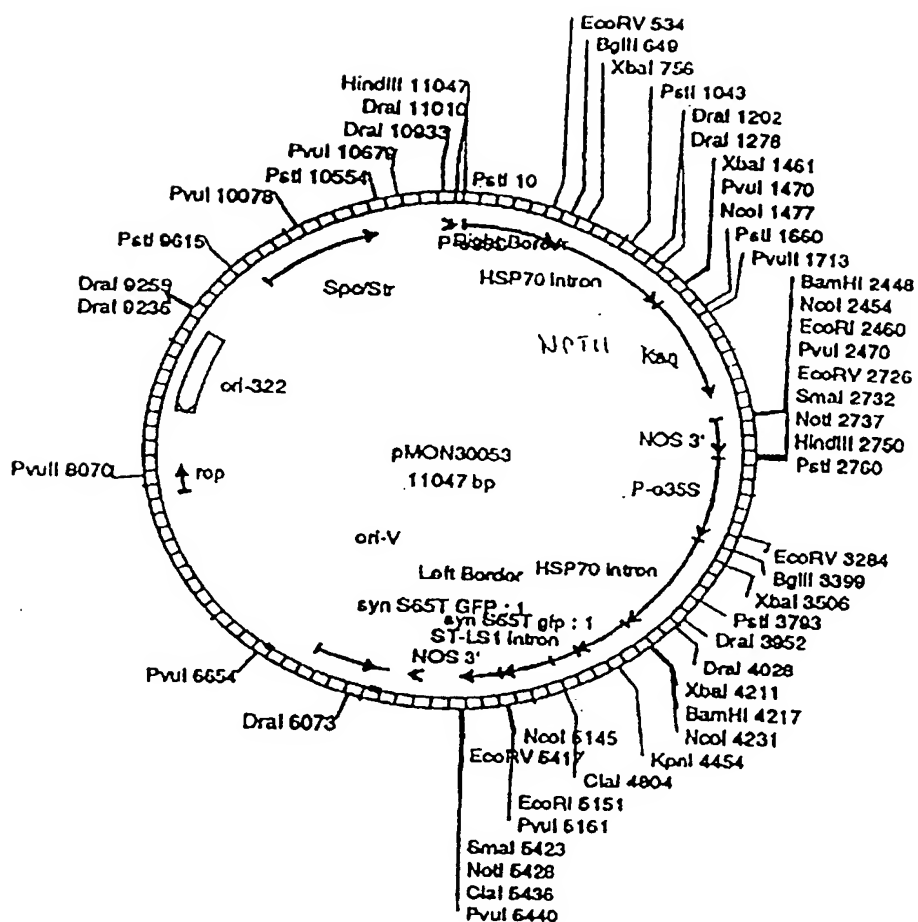 EcoRV 534
BglII 649
XbaI 756
PstI 1043
DraI 1202
DraI 1278
XbaI 1461
PvuI 1470
NcoI 1477
PstI 1660
PvuII 1713
BamHI 2448
NcoI 2454
EcoRI 2460
PvuI 2470
EcoRV 2726
SmaI 2732
NotI 2737
HindIII 2750
PstI 2760
EcoRV 3284
BglII 3399
XbaI 3506
PstI 3793
DraI 3952
DraI 4028
XbaI 4211
BamHI 4217
NcoI 4231
KpnI 4454
ClaI 4804
NcoI 5145
EcoRV 5417
EcoRI 5151
PvuI 5161
SmaI 5423
NotI 5428
ClaI 5436
PvuI 5440
DraI 6073
PvuI 6654
PvuII 8070
DraI 9236
DraI 9259
PstI 9615
PvuI 10078
PstI 10554
PvuI 10679
DraI 10933
DraI 11010
HindIII 11047
PstI 10
Right Border
HSP70 Intron
NPTII
Kan
NOS 3'
P-e35S
HSP70 Intron
Left Border
syn S65T GFP : 1
syn S65T gfp : 1
ST-LS1 Intron
NOS 3'
ori-V
pMON30053
11047 bp
rop
ori-322
Spc/Str